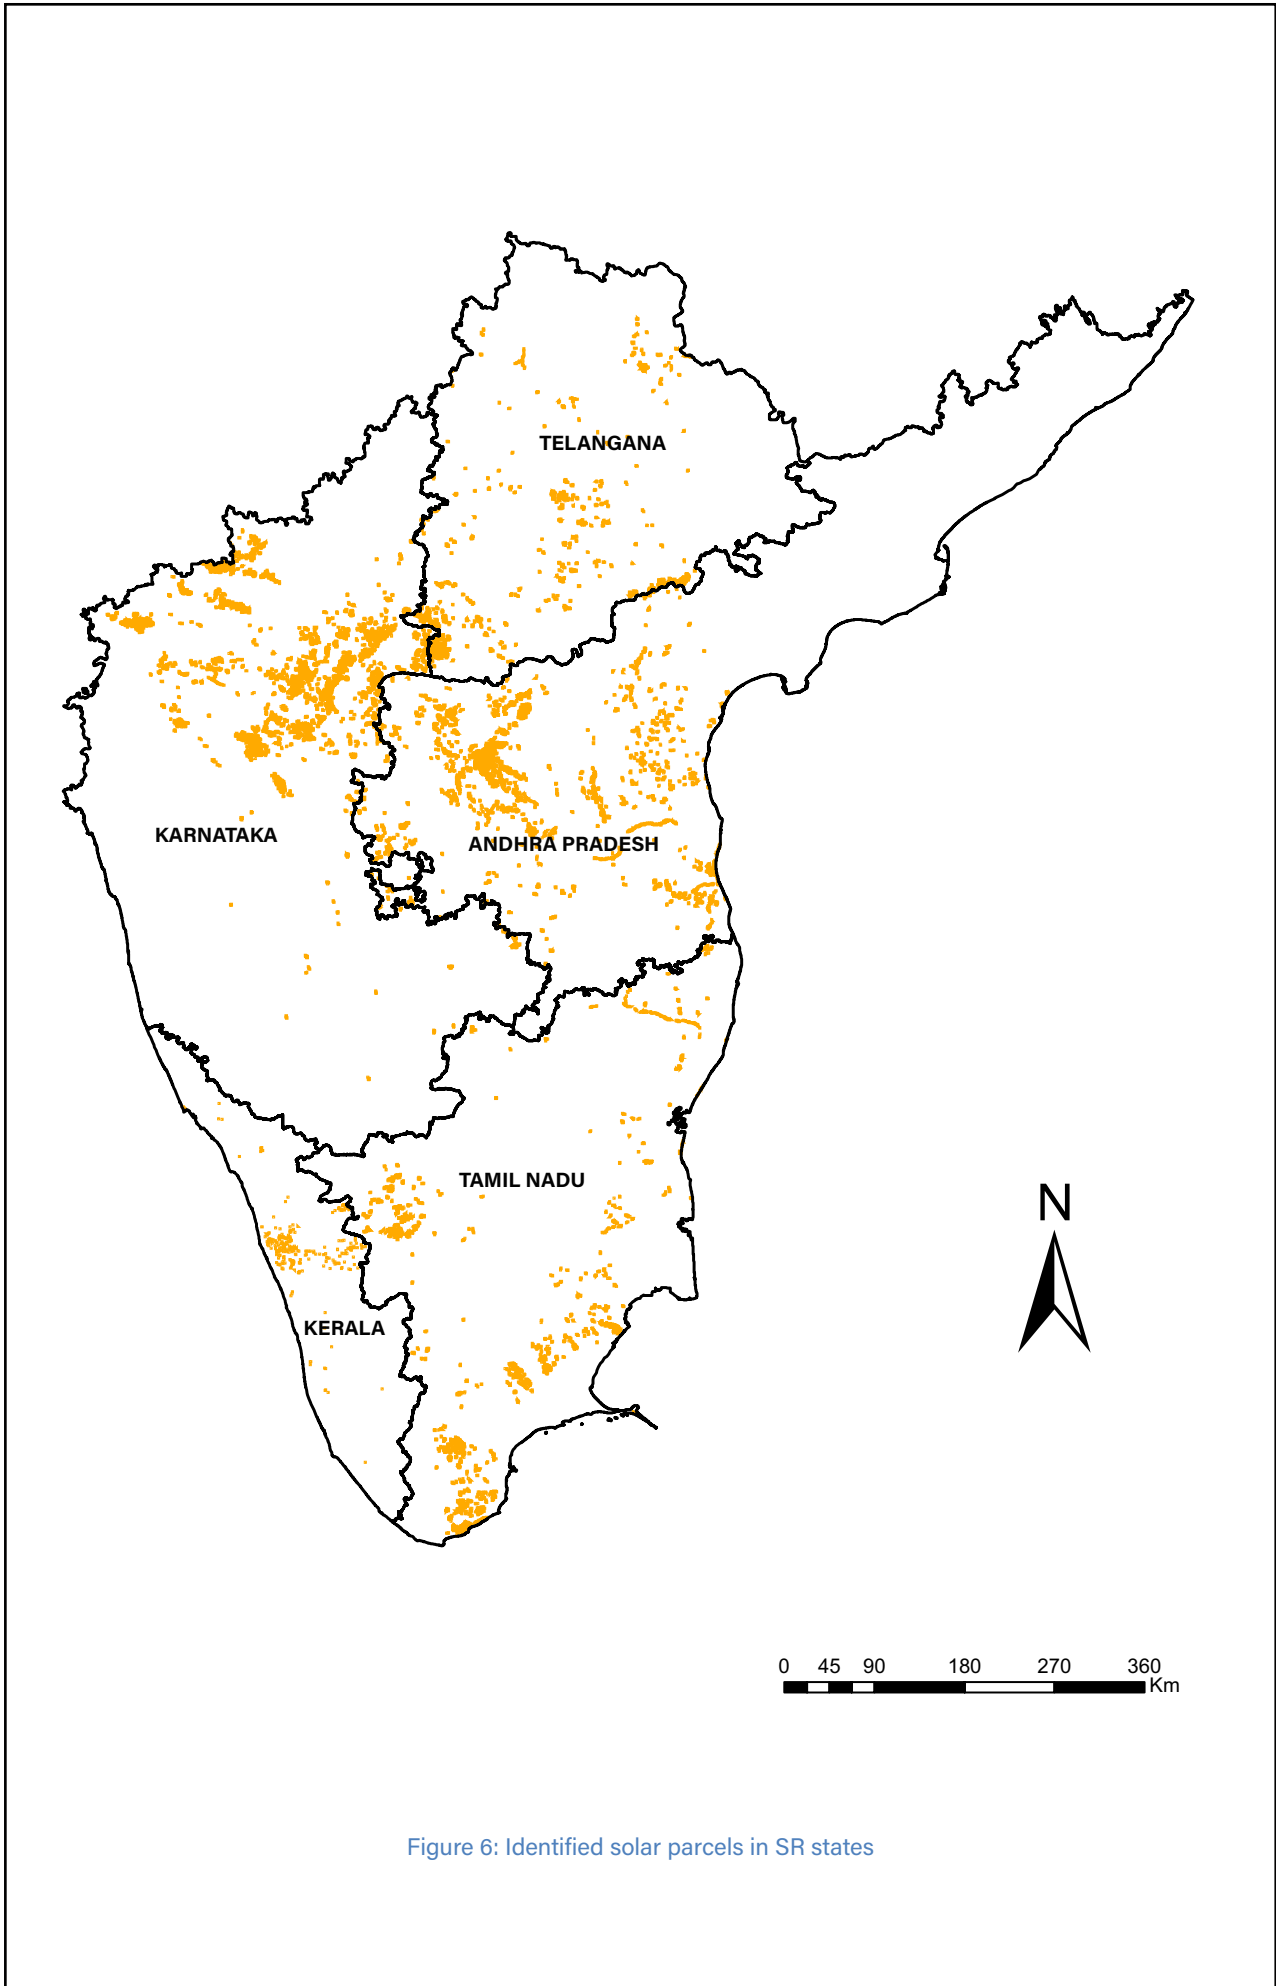 TELANGANA
KARNATAKA
ANDHRA PRADESH
TAMIL NADU
N
KERALA
0 45 90 180 270 360
Km
Figure 6: Identified solar parcels in SR states